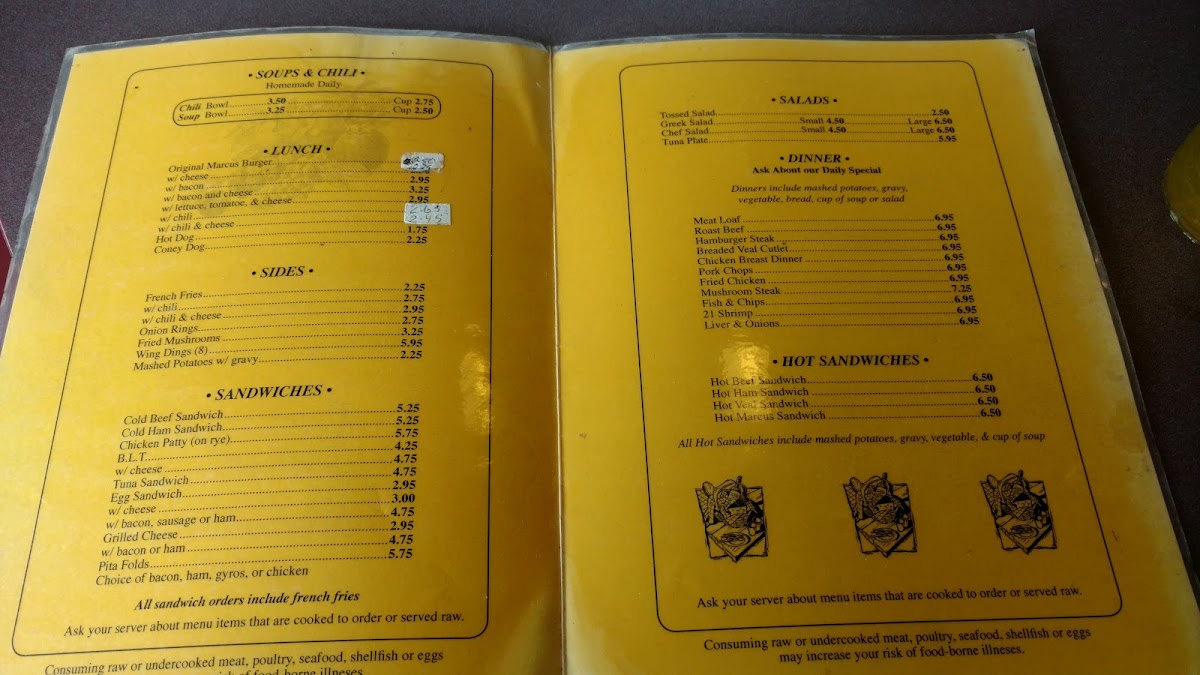 • SOUPS & CHILI •
Homemade Daily
Chili Bowl 3.50 Cup 2.75
Soup Bowl 3.25 Cup 2.50
• LUNCH •
Original Marcus Burger
w/ cheese
w/ bacon 2.95
w/ bacon and cheese 3.25
w/ lettuce, tomato, & cheese 2.95
w/ chili 2.65
w/ chili & cheese 2.45
Hot Dog 1.75
Coney Dog 2.25
• SIDES •
French Fries 2.25
w/ chili 2.75
w/ chili & cheese 2.95
Onion Rings 2.75
Fried Mushrooms 3.25
Wing Dings (8) 5.95
Mashed Potatoes w/ gravy 2.25
• SANDWICHES •
Cold Beef Sandwich 5.25
Cold Ham Sandwich 5.25
Chicken Patty (on rye) 5.75
B.L.T. 4.25
w/ cheese 4.75
Tuna Sandwich 4.75
Egg Sandwich 2.95
w/ cheese 3.00
w/ bacon, sausage or ham 4.75
Grilled Cheese 2.95
w/ bacon or ham 4.75
Pita Folds 5.75
Choice of bacon, ham, gyros, or chicken
All sandwich orders include french fries
Ask your server about menu items that are cooked to order or served raw.
Consuming raw or undercooked meat, poultry, seafood, shellfish or eggs
risk of food-borne illneses.
• SALADS •
Tossed Salad 2.50
Greek Salad Small 4.50 Large 6.50
Chef Salad Small 4.50 Large 6.50
Tuna Plate 5.95
• DINNER •
Ask About our Daily Special
Dinners include mashed potatoes, gravy,
vegetable, bread, cup of soup or salad
Meat Loaf 6.95
Roast Beef 6.95
Hamburger Steak 6.95
Breaded Veal Cutlet 6.95
Chicken Breast Dinner 6.95
Pork Chops 6.95
Fried Chicken 6.95
Mushroom Steak 7.25
Fish & Chips 6.95
21 Shrimp 6.95
Liver & Onions 6.95
• HOT SANDWICHES •
Hot Beef Sandwich 6.50
Hot Ham Sandwich 6.50
Hot Veal Sandwich 6.50
Hot Marcus Sandwich 6.50
All Hot Sandwiches include mashed potatoes, gravy, vegetable, & cup of soup
Ask your server about menu items that are cooked to order or served raw.
Consuming raw or undercooked meat, poultry, seafood, shellfish or eggs
may increase your risk of food-borne illneses.